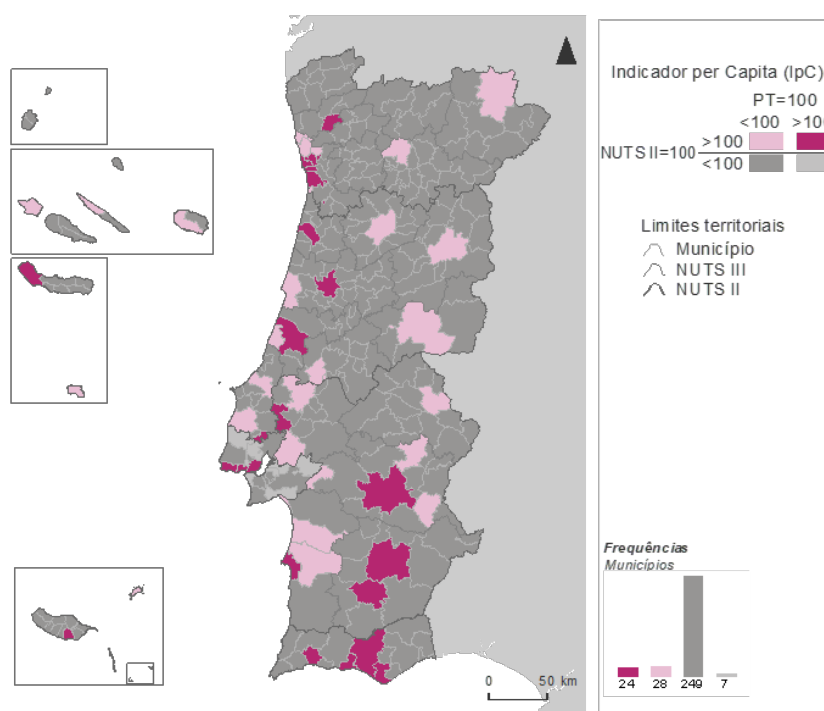 Indicador per Capita (IpC)
PT=100
<100 >100
NUTS II=100 >100
<100
Limites territoriais
Município
NUTS III
NUTS II
Frequências
Municípios
24 28 249 7
0 50 km